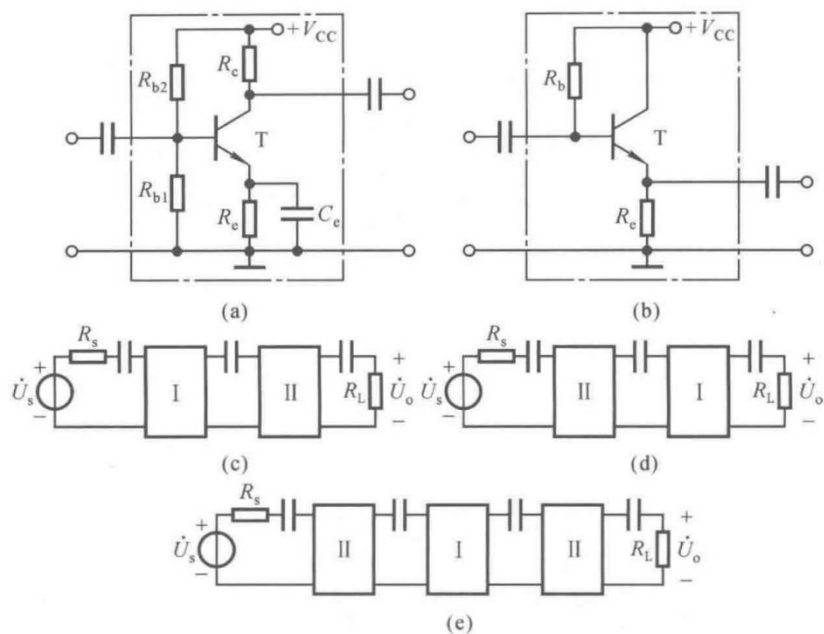 +V_CC
R_b2
R_c
T
R_b1
R_e
C_e
(a)
+V_CC
R_b
T
R_e
(b)
R_s
+
U̇_s
−
I
II
R_L
+
U̇_o
−
(c)
R_s
+
U̇_s
−
II
I
R_L
+
U̇_o
−
(d)
R_s
+
U̇_s
−
II
I
II
R_L
+
U̇_o
−
(e)